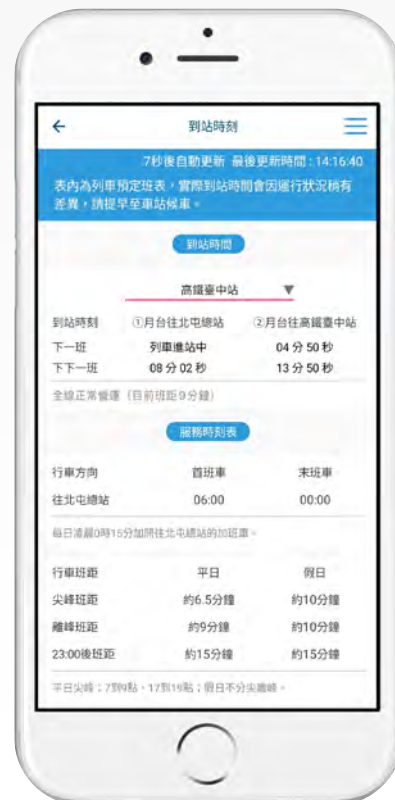 到站時刻
7秒後自動更新 最後更新時間 : 14:16:40
表內為列車預定班表，實際到站時間會因運行狀況稍有
差異，請提早至車站候車。
到站時間
高鐵臺中站 ▼
到站時刻 ①月台往北屯總站 ②月台往高鐵臺中站
下一班 列車進站中 04 分 50 秒
下下一班 08 分 02 秒 13 分 50 秒
全線正常營運（目前班距9分鐘）
服務時刻表
行車方向 首班車 末班車
往北屯總站 06:00 00:00
每日凌晨0時15分加開往北屯總站的加班車。
行車班距 平日 假日
尖峰班距 約6.5分鐘 約10分鐘
離峰班距 約9分鐘 約10分鐘
23:00後班距 約15分鐘 約15分鐘
平日尖峰：7到9點、17到19點；假日不分尖離峰。